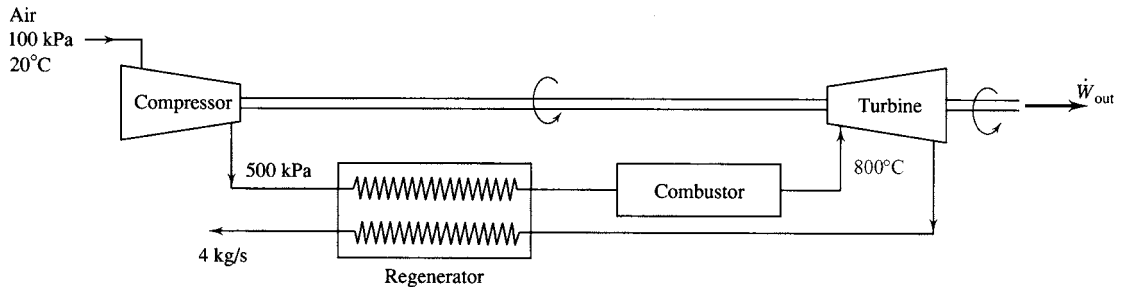 Air
100 kPa
20°C
Compressor
Turbine
Ẇout
500 kPa
800°C
Combustor
4 kg/s
Regenerator